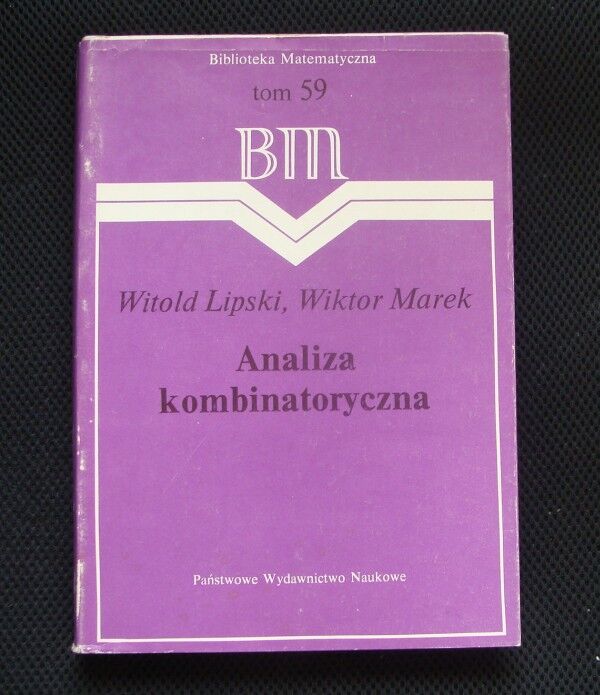 Biblioteka Matematyczna
tom 59
BM
Witold Lipski, Wiktor Marek
Analiza
kombinatoryczna
Państwowe Wydawnictwo Naukowe